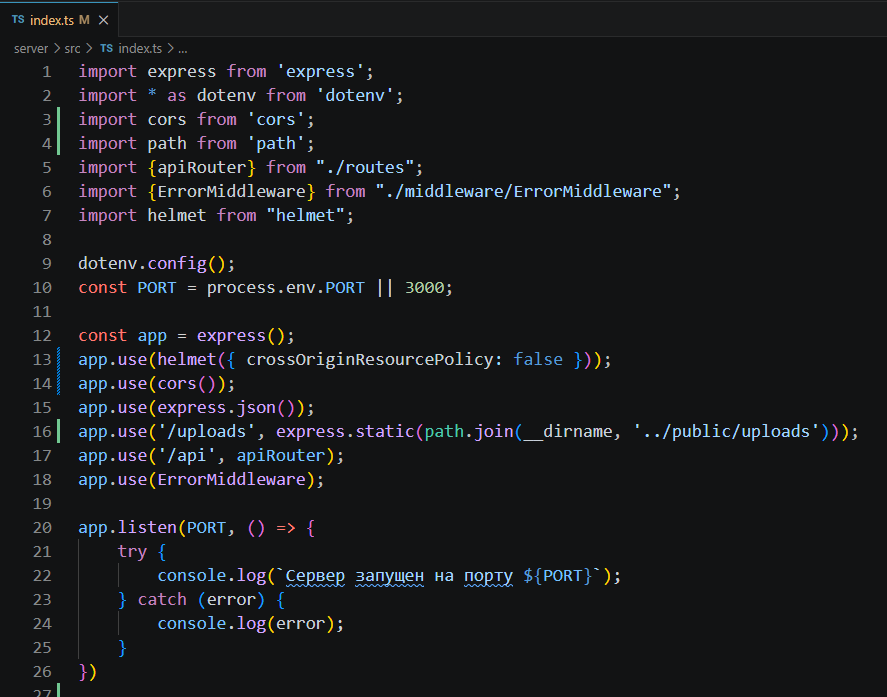 TS index.ts M ×
server > src > TS index.ts > ...
1 import express from 'express';
2 import * as dotenv from 'dotenv';
3 import cors from 'cors';
4 import path from 'path';
5 import {apiRouter} from "./routes";
6 import {ErrorMiddleware} from "./middleware/ErrorMiddleware";
7 import helmet from "helmet";
8
9 dotenv.config();
10 const PORT = process.env.PORT || 3000;
11
12 const app = express();
13 app.use(helmet({ crossOriginResourcePolicy: false }));
14 app.use(cors());
15 app.use(express.json());
16 app.use('/uploads', express.static(path.join(__dirname, '../public/uploads')));
17 app.use('/api', apiRouter);
18 app.use(ErrorMiddleware);
19
20 app.listen(PORT, () => {
21     try {
22         console.log(`Сервер запущен на порту ${PORT}`);
23     } catch (error) {
24         console.log(error);
25     }
26 })
27